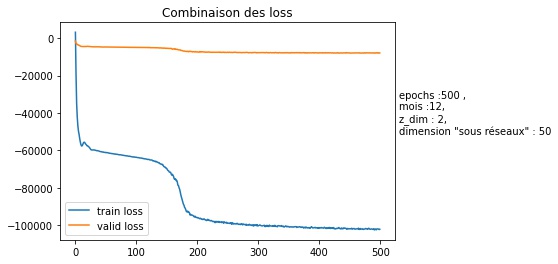 Combinaison des loss
0
−20000
−40000
−60000
−80000
−100000
0
100
200
300
400
500
train loss
valid loss
epochs :500 ,
mois :12,
z_dim : 2,
dimension "sous réseaux" : 50